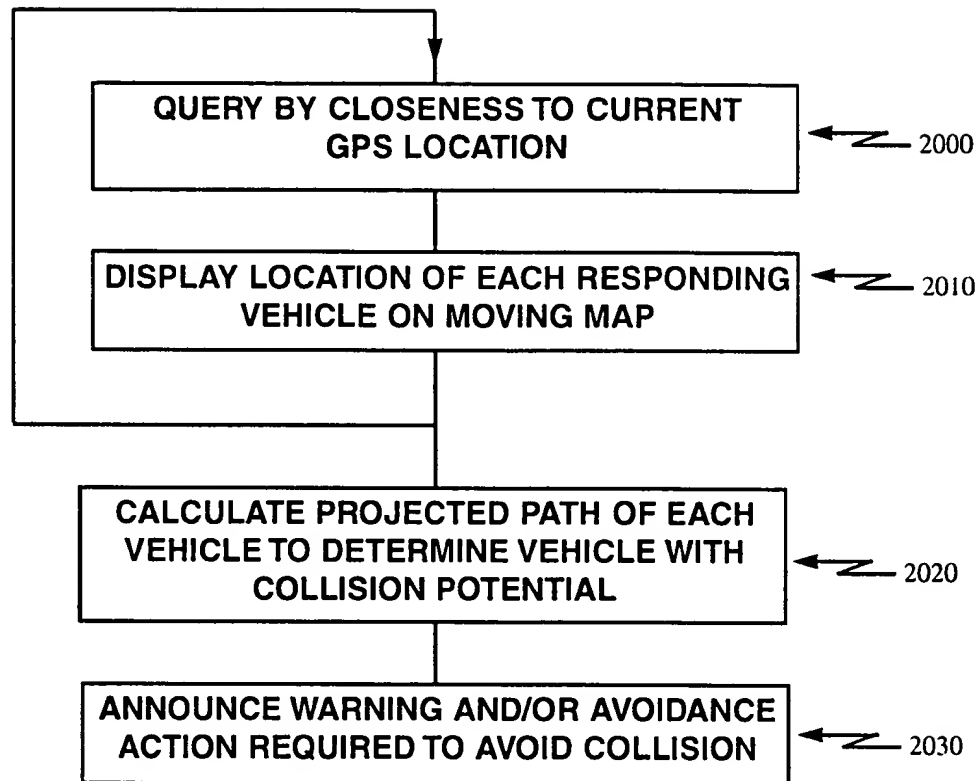 QUERY BY CLOSENESS TO CURRENT
GPS LOCATION
2000
DISPLAY LOCATION OF EACH RESPONDING
VEHICLE ON MOVING MAP
2010
CALCULATE PROJECTED PATH OF EACH
VEHICLE TO DETERMINE VEHICLE WITH
COLLISION POTENTIAL
2020
ANNOUNCE WARNING AND/OR AVOIDANCE
ACTION REQUIRED TO AVOID COLLISION
2030